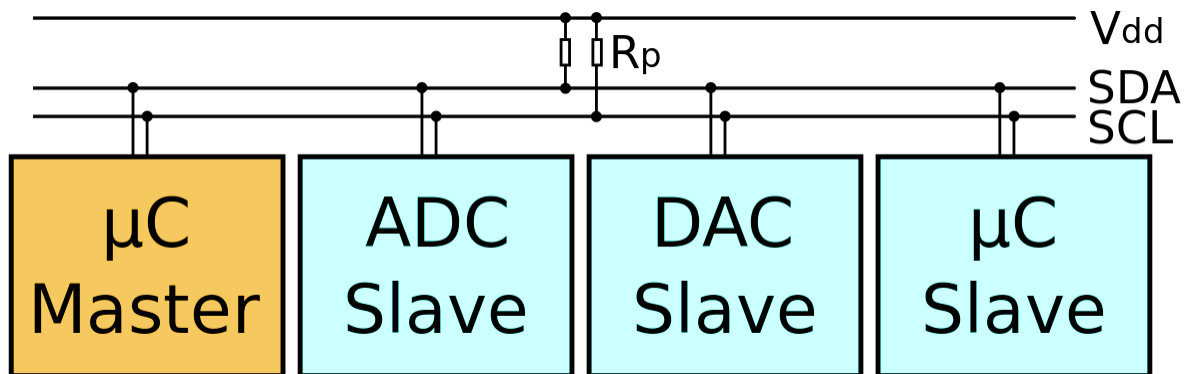 Vdd
Rp
SDA
SCL
µC
Master
ADC
Slave
DAC
Slave
µC
Slave